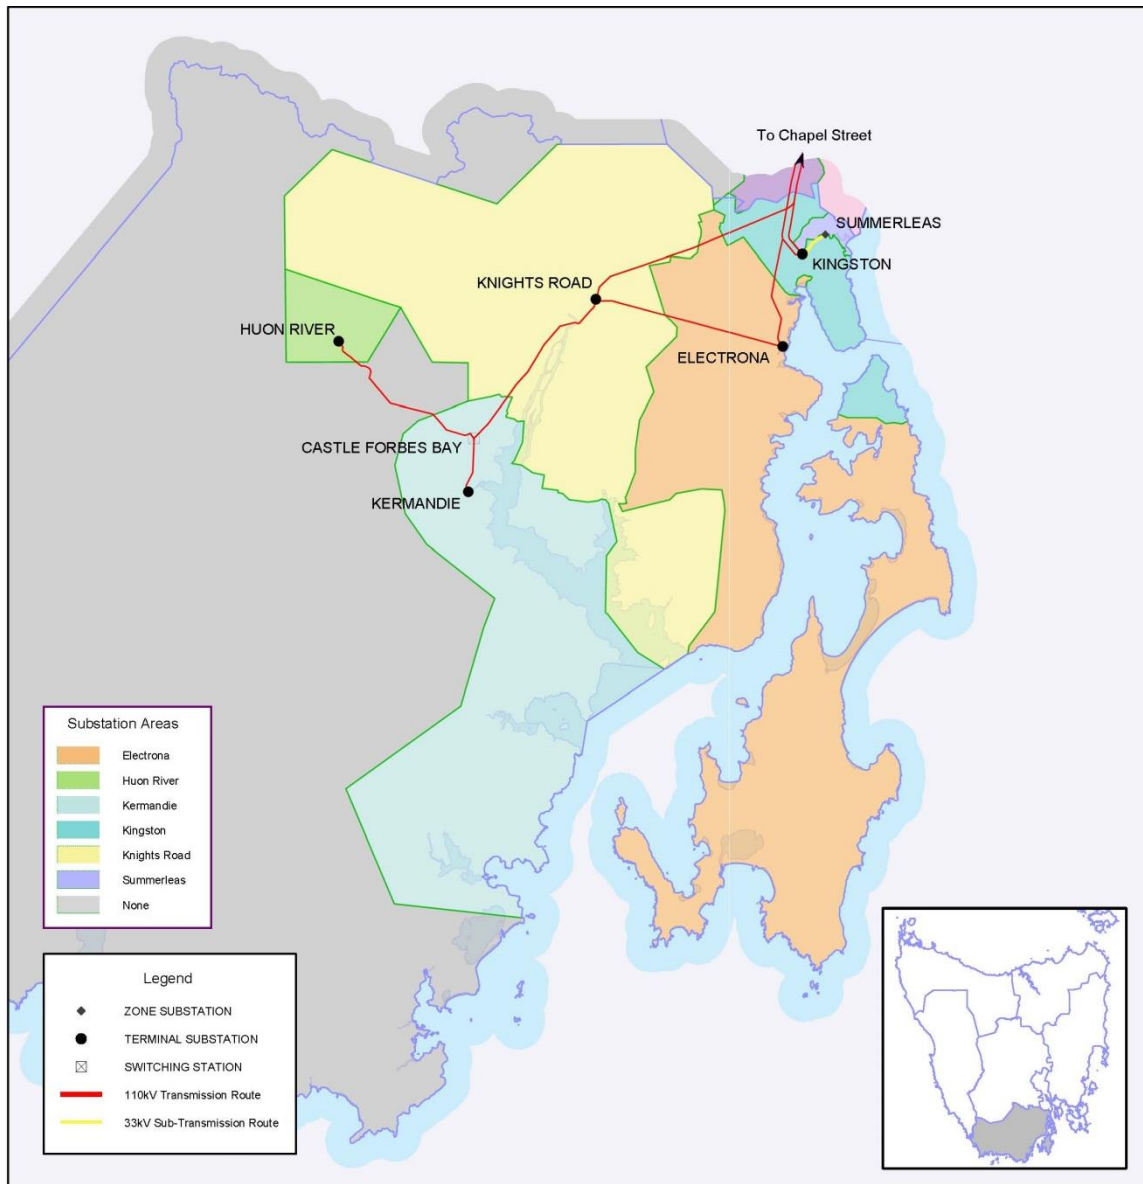 To Chapel Street
SUMMERLEAS
KINGSTON
KNIGHTS ROAD
HUON RIVER
ELECTRONA
CASTLE FORBES BAY
KERMANDIE
Substation Areas
Electrona
Huon River
Kermandie
Kingston
Knights Road
Summerleas
None
Legend
ZONE SUBSTATION
TERMINAL SUBSTATION
SWITCHING STATION
110kV Transmission Route
33kV Sub-Transmission Route